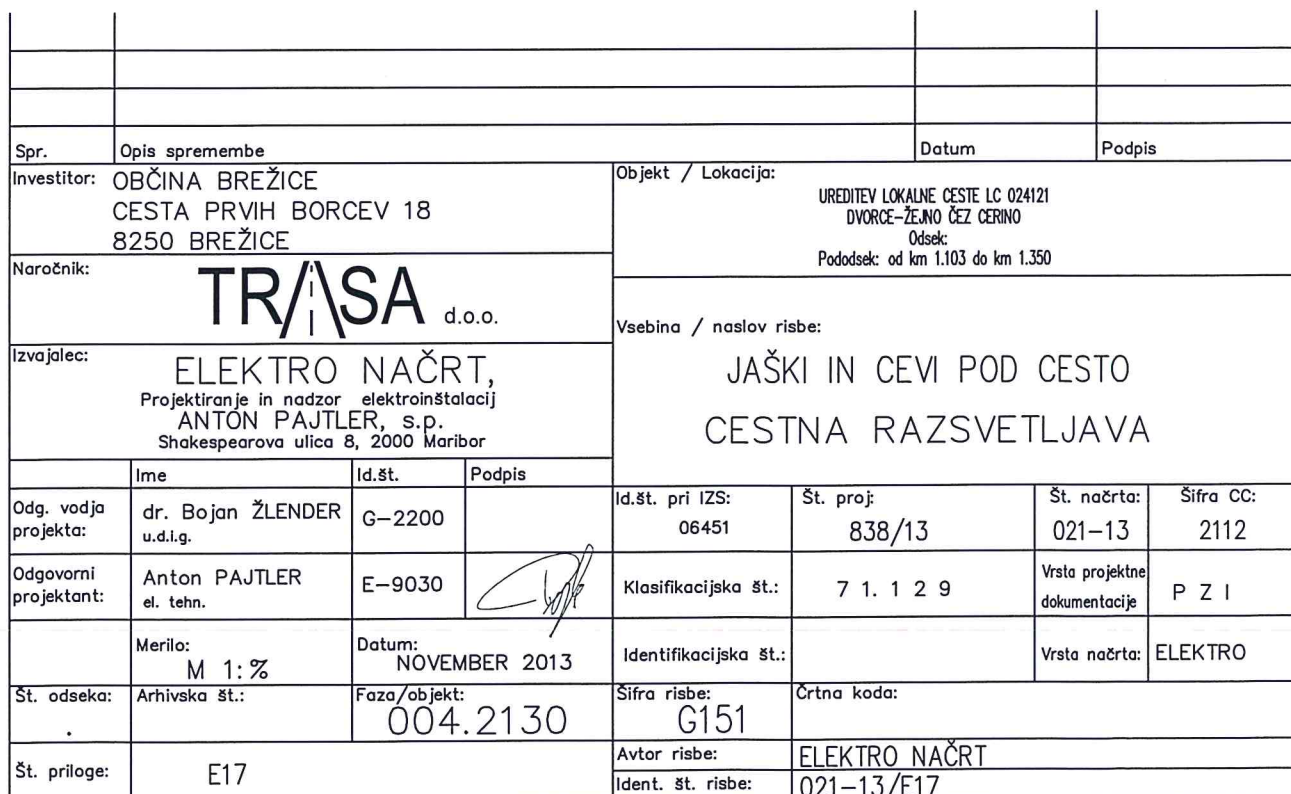 Spr. Opis spremembe Datum Podpis
Investitor: OBČINA BREŽICE
CESTA PRVIH BORCEV 18
8250 BREŽICE
Objekt / Lokacija:
UREDITEV LOKALNE CESTE LC 024121
DVORCE-ŽEJNO ČEZ CERINO
Odsek:
Pododsek: od km 1.103 do km 1.350
Naročnik:
TRASA d.o.o.
Vsebina / naslov risbe:
JAŠKI IN CEVI POD CESTO
CESTNA RAZSVETLJAVA
Izvajalec:
ELEKTRO NAČRT,
Projektiranje in nadzor elektroinštalacij
ANTON PAJTLER, s.p.
Shakespearova ulica 8, 2000 Maribor
Ime Id.št. Podpis
Odg. vodja
projekta:
dr. Bojan ŽLENDER
u.d.i.g.
G-2200
Id.št. pri IZS:
06451
Št. proj:
838/13
Št. načrta:
021-13
Šifra CC:
2112
Odgovorni
projektant:
Anton PAJTLER
el. tehn.
E-9030
Klasifikacijska št.:
71.129
Vrsta projektne
dokumentacije
PZI
Merilo:
M 1:%
Datum:
NOVEMBER 2013
Identifikacijska št.:
Vrsta načrta: ELEKTRO
Št. odseka:
.
Arhivska št.:
Faza/objekt:
004.2130
Šifra risbe:
G151
Črtna koda:
Št. priloge: E17
Avtor risbe: ELEKTRO NAČRT
Ident. št. risbe: 021-13/E17